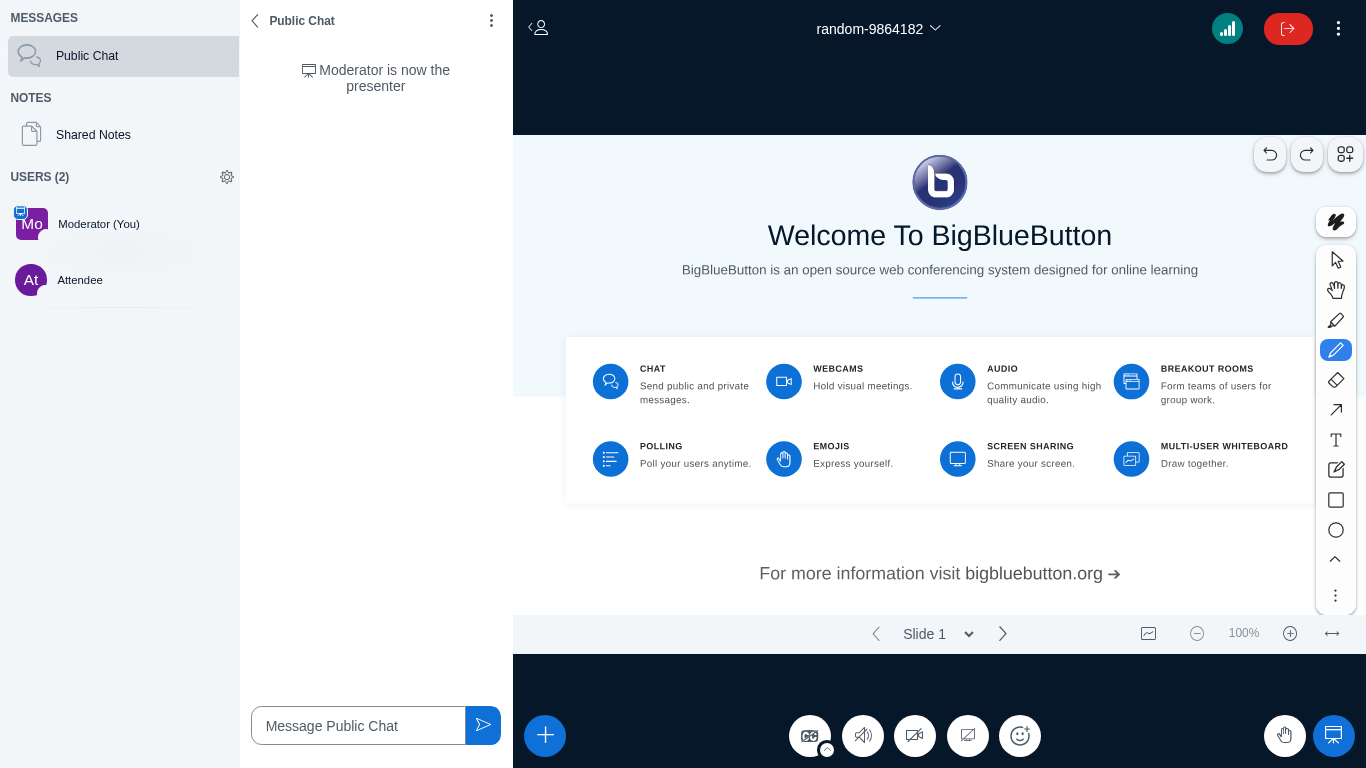 MESSAGES
Public Chat
NOTES
Shared Notes
USERS (2)
Mo
Moderator (You)
At
Attendee
Public Chat
Moderator is now the
presenter
Message Public Chat
random-9864182
Welcome To BigBlueButton
BigBlueButton is an open source web conferencing system designed for online learning
CHAT
Send public and private
messages.
WEBCAMS
Hold visual meetings.
AUDIO
Communicate using high
quality audio.
BREAKOUT ROOMS
Form teams of users for
group work.
POLLING
Poll your users anytime.
EMOJIS
Express yourself.
SCREEN SHARING
Share your screen.
MULTI-USER WHITEBOARD
Draw together.
For more information visit bigbluebutton.org ➔
Slide 1
100%
CC